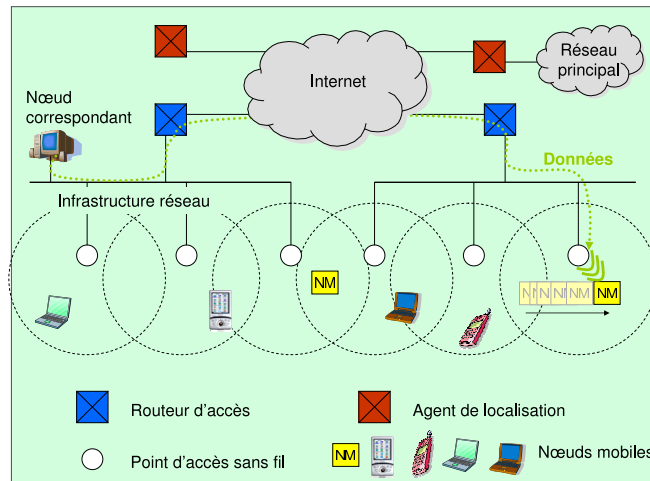 Internet
Réseau
principal
Nœud
correspondant
Données
Infrastructure réseau
NM
NM
Routeur d'accès
Agent de localisation
Point d'accès sans fil
NM
Nœuds mobiles